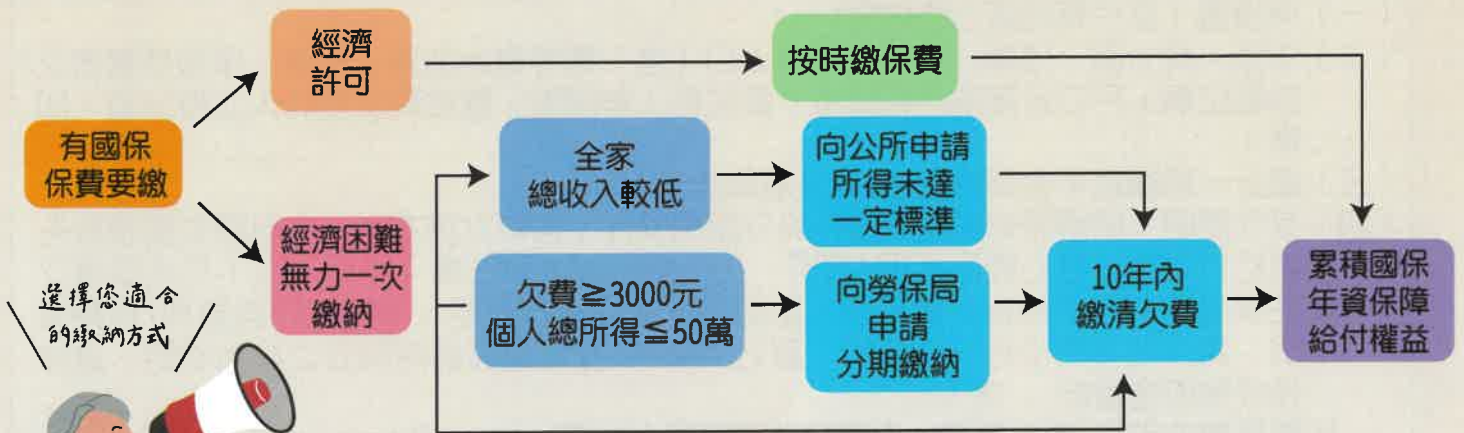 經濟
許可
按時繳保費
有國保
保費要繳
全家
總收入較低
向公所申請
所得未達
一定標準
經濟困難
無力一次
繳納
欠費≧3000元
個人總所得≦50萬
向勞保局
申請
分期繳納
10年內
繳清欠費
累積國保
年資保障
給付權益
選擇您適合
的繳納方式